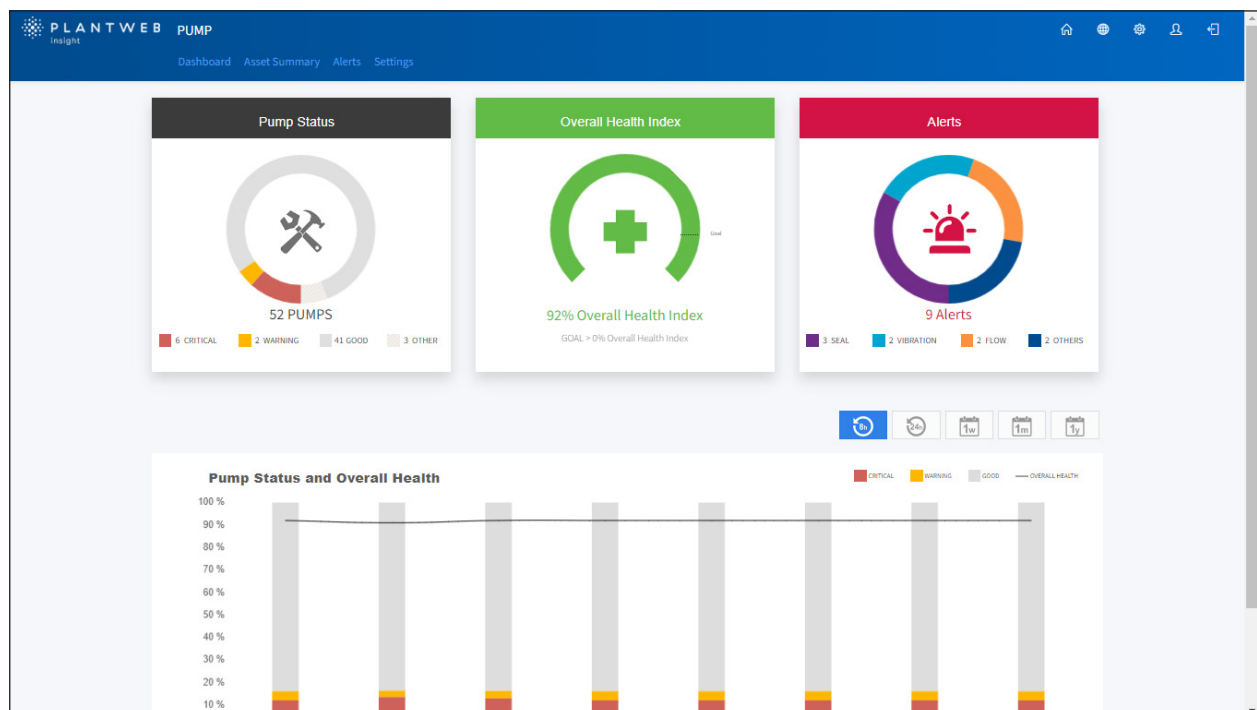 PLANTWEB PUMP
insight
Dashboard Asset Summary Alerts Settings
Pump Status
52 PUMPS
6 CRITICAL 2 WARNING 41 GOOD 3 OTHER
Overall Health Index
Goal
92% Overall Health Index
GOAL > 0% Overall Health Index
Alerts
9 Alerts
3 SEAL 2 VIBRATION 2 FLOW 2 OTHERS
8h 24h 1w 1m 1y
Pump Status and Overall Health
CRITICAL WARNING GOOD OVERALL HEALTH
100 %
90 %
80 %
70 %
60 %
50 %
40 %
30 %
20 %
10 %